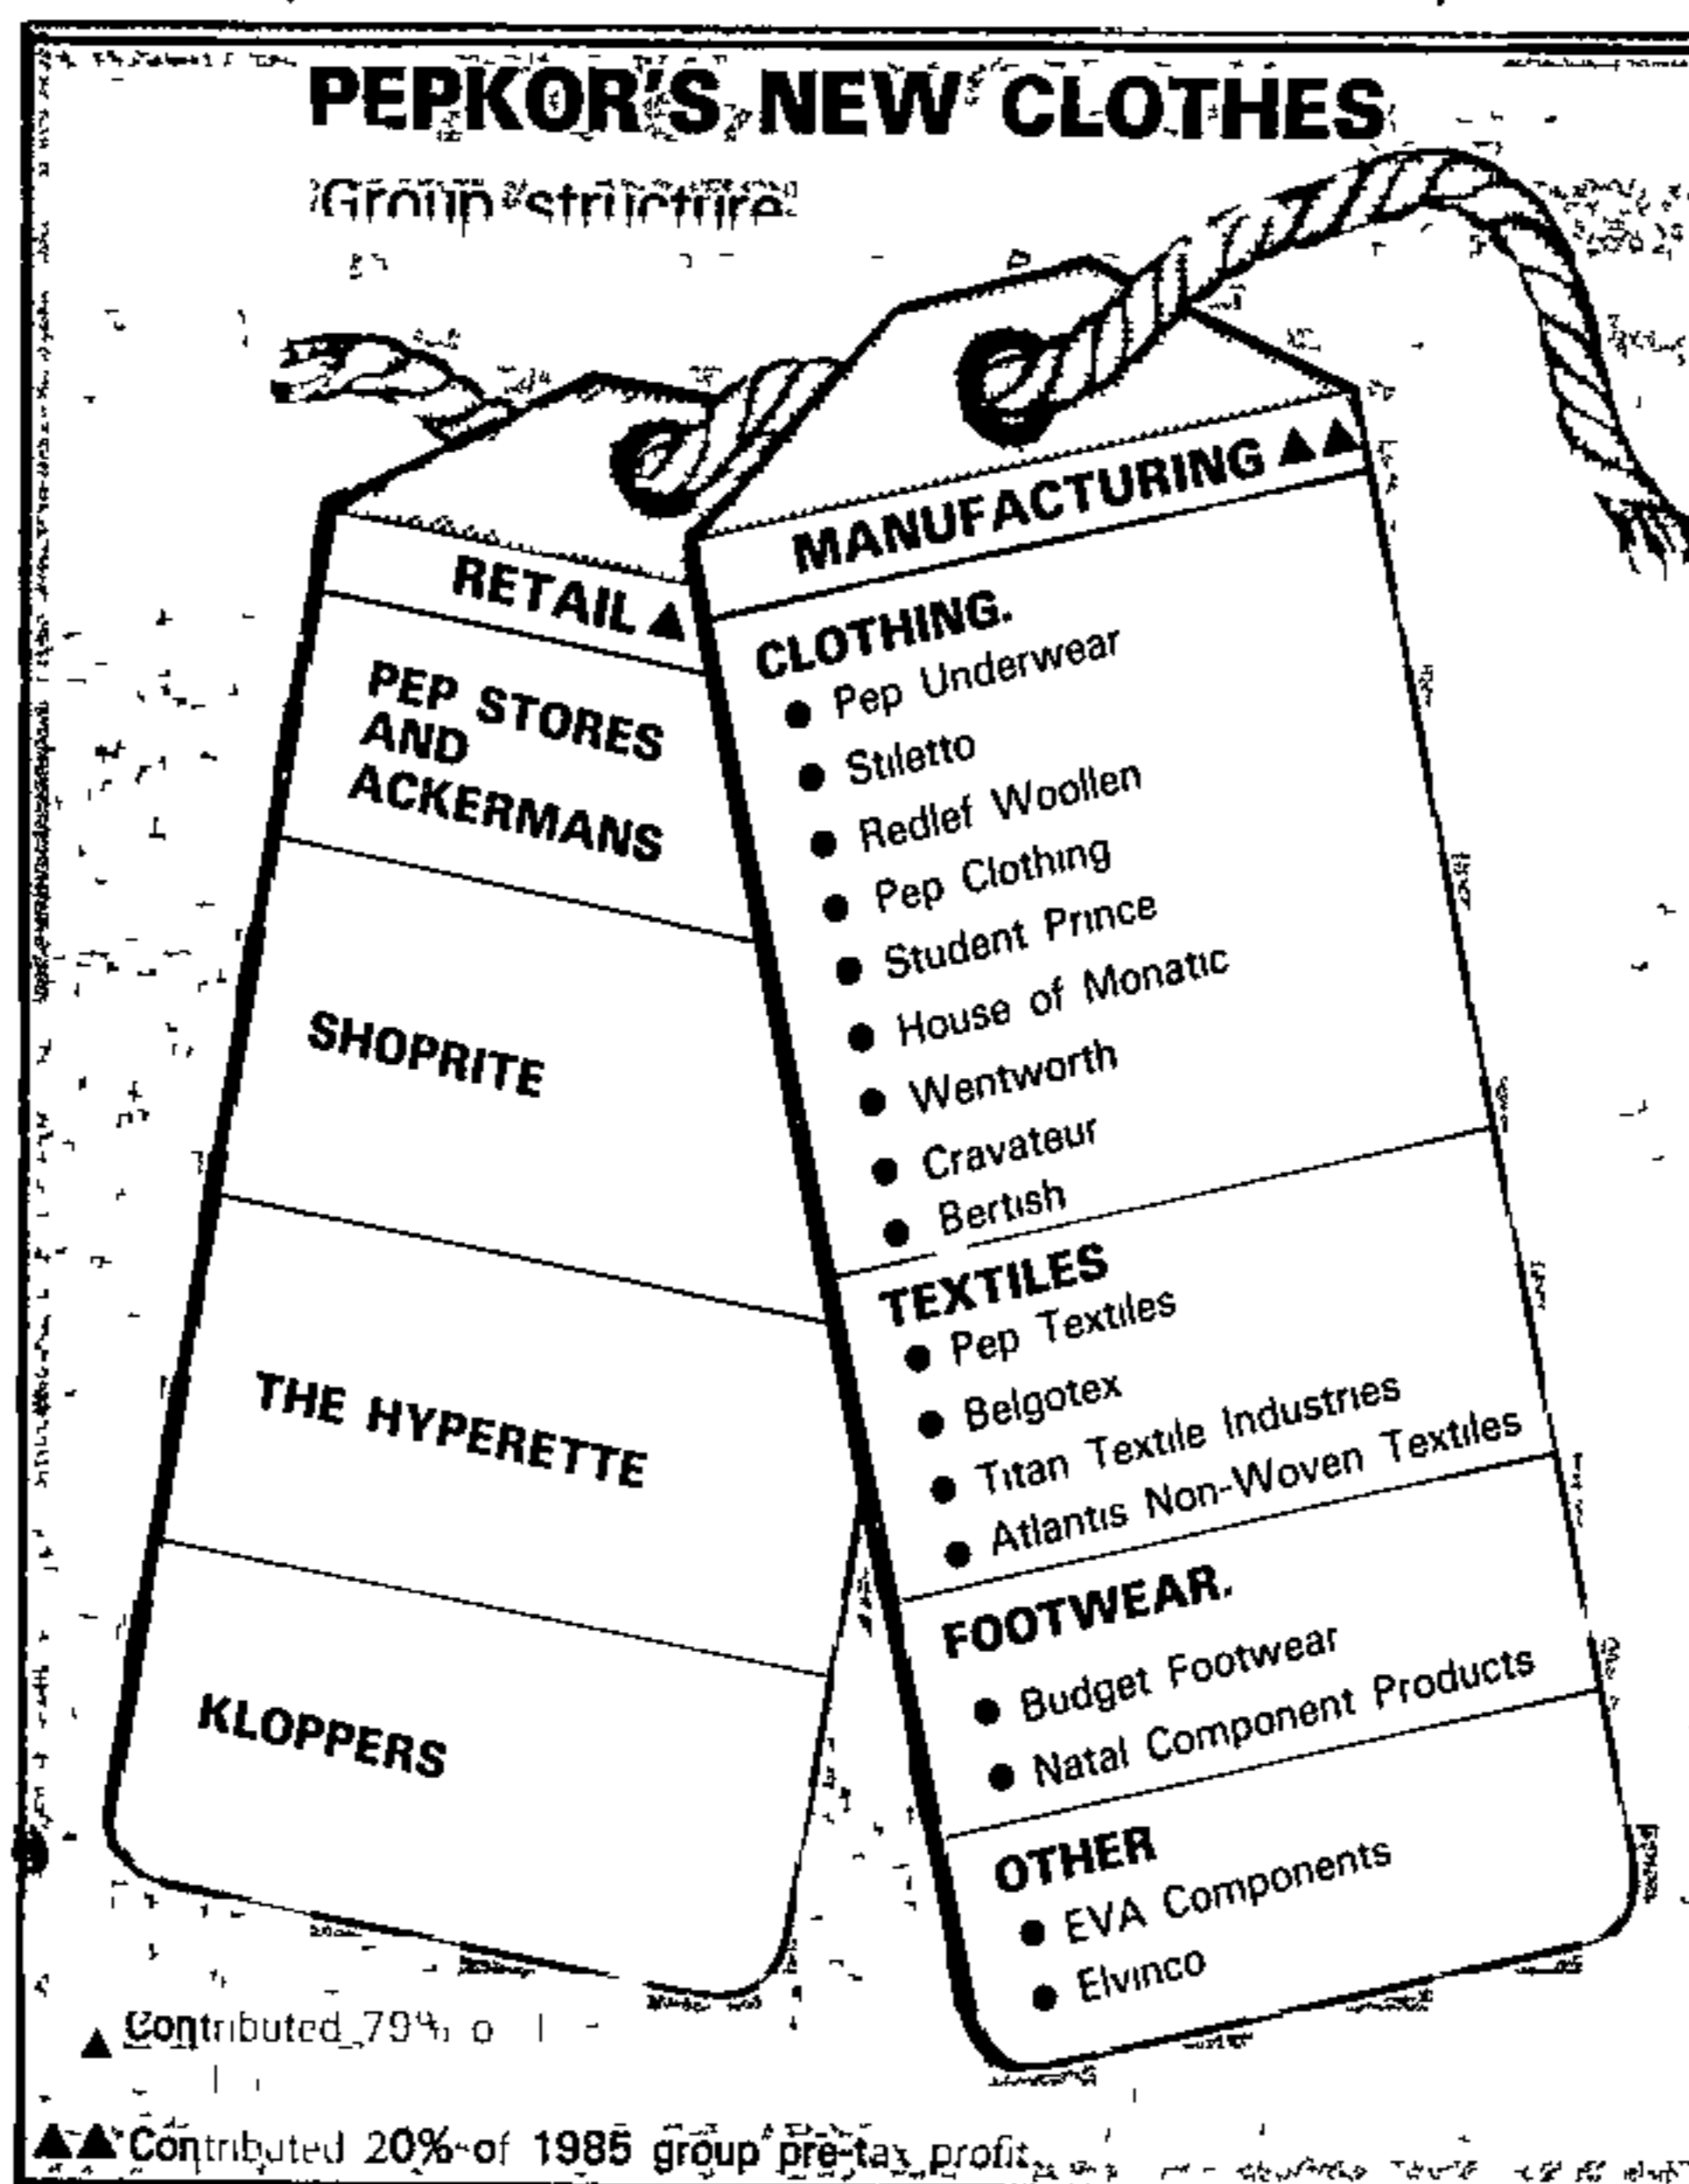 PEPKOR'S NEW CLOTHES
Group structure
RETAIL ▲
PEP STORES
AND
ACKERMANS
SHOPRITE
THE HYPERETTE
KLOPPERS
MANUFACTURING ▲▲
CLOTHING.
● Pep Underwear
● Stiletto
● Redlef Woollen
● Pep Clothing
● Student Prince
● House of Monatic
● Wentworth
● Cravateur
● Bertish
TEXTILES
● Pep Textiles
● Belgotex
● Titan Textile Industries
● Atlantis Non-Woven Textiles
FOOTWEAR.
● Budget Footwear
● Natal Component Products
OTHER
● EVA Components
● Elvinco
▲ Contributed 79%
▲▲ Contributed 20% of 1985 group pre-tax profit